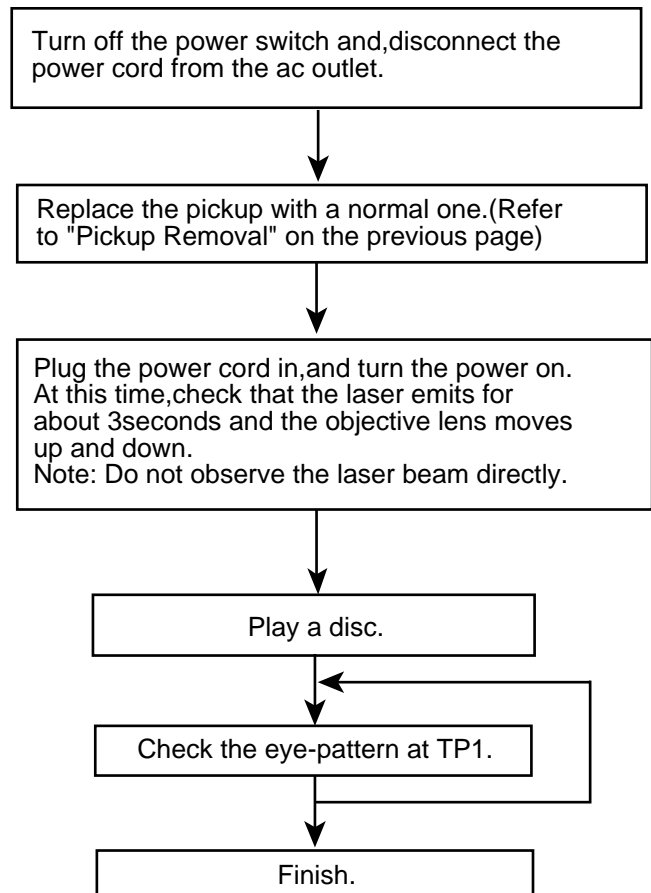 Turn off the power switch and,disconnect the
power cord from the ac outlet.
Replace the pickup with a normal one.(Refer
to "Pickup Removal" on the previous page)
Plug the power cord in,and turn the power on.
At this time,check that the laser emits for
about 3seconds and the objective lens moves
up and down.
Note: Do not observe the laser beam directly.
Play a disc.
Check the eye-pattern at TP1.
Finish.